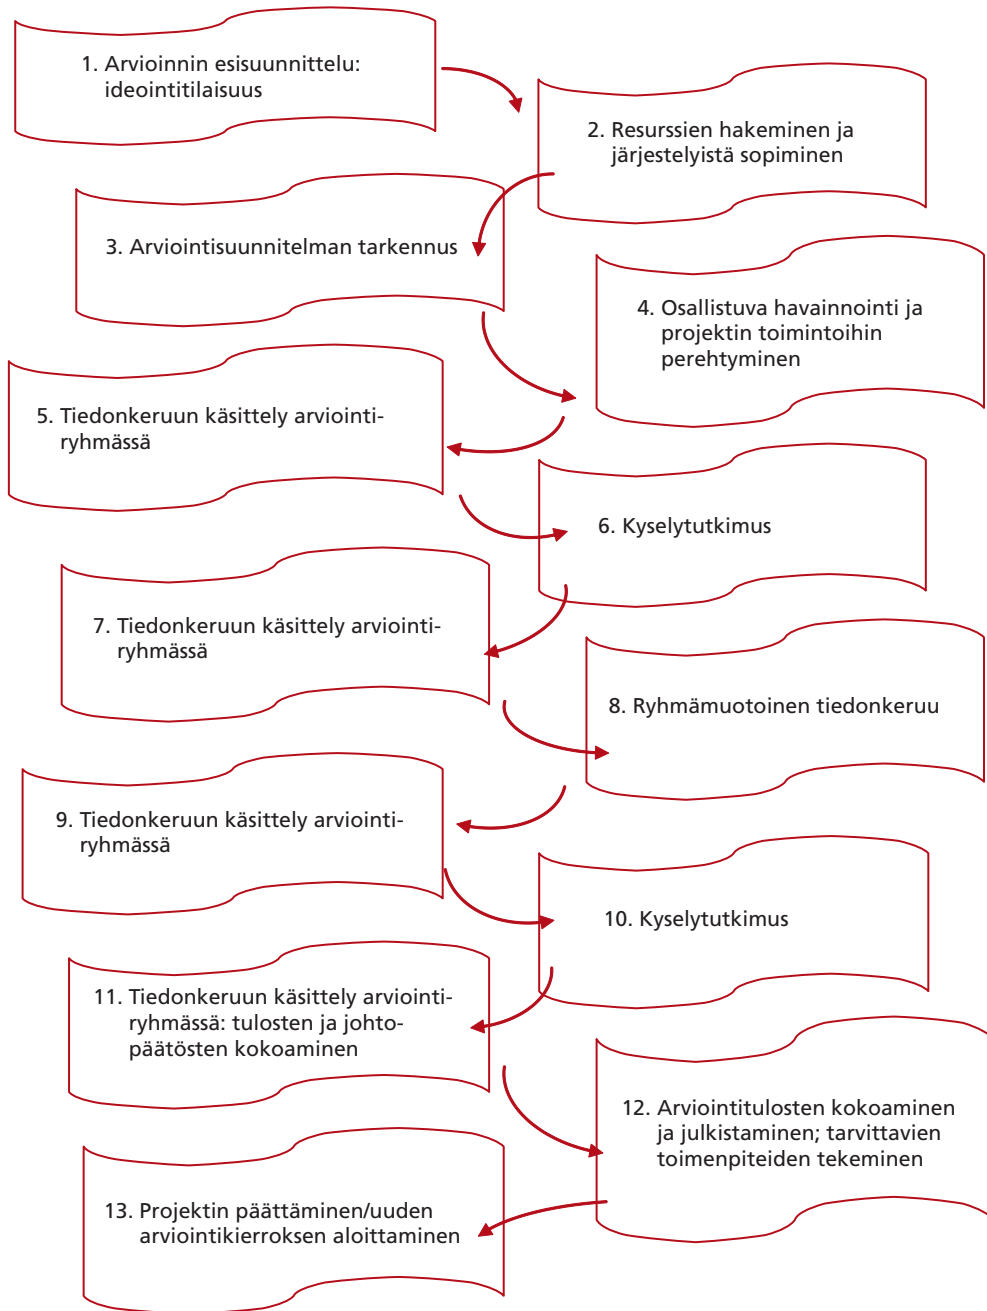 1. Arvioinnin esisuunnittelu:
ideointitilaisuus
2. Resurssien hakeminen ja
järjestelyistä sopiminen
3. Arviointisuunnitelman tarkennus
4. Osallistuva havainnointi ja
projektin toimintoihin
perehtyminen
5. Tiedonkeruun käsittely arviointi-
ryhmässä
6. Kyselytutkimus
7. Tiedonkeruun käsittely arviointi-
ryhmässä
8. Ryhmämuotoinen tiedonkeruu
9. Tiedonkeruun käsittely arviointi-
ryhmässä
10. Kyselytutkimus
11. Tiedonkeruun käsittely arviointi-
ryhmässä: tulosten ja johto-
päätösten kokoaminen
12. Arviointitulosten kokoaminen
ja julkistaminen; tarvittavien
toimenpiteiden tekeminen
13. Projektin päättäminen/uuden
arviointikierroksen aloittaminen